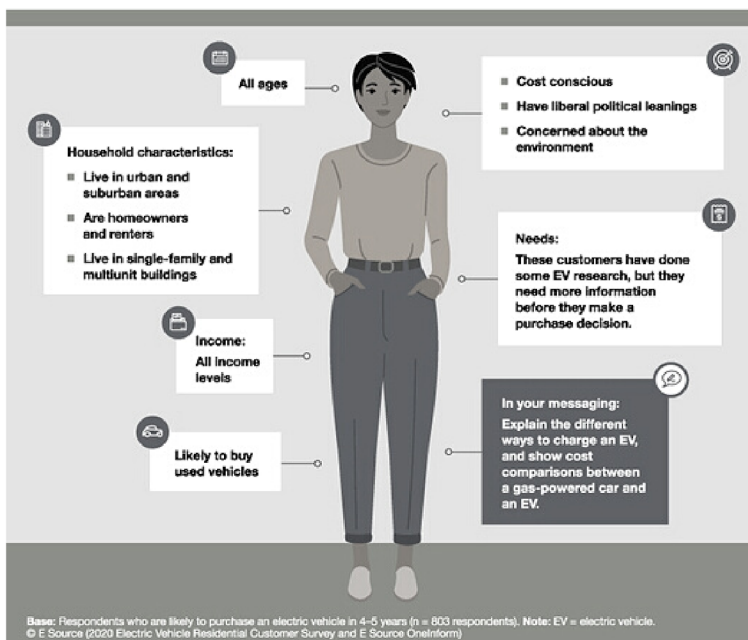 All ages
Cost conscious
Have liberal political leanings
Concerned about the
environment
Household characteristics:
Live in urban and
suburban areas
Are homeowners
and renters
Live in single-family and
multiunit buildings
Needs:
These customers have done
some EV research, but they
need more information
before they make a
purchase decision.
Income:
All income
levels
In your messaging:
Explain the different
ways to charge an EV,
and show cost
comparisons between
a gas-powered car and
an EV.
Likely to buy
used vehicles
Base: Respondents who are likely to purchase an electric vehicle in 4–5 years (n = 803 respondents). Note: EV = electric vehicle.
© E Source (2020 Electric Vehicle Residential Customer Survey and E Source OneInform)